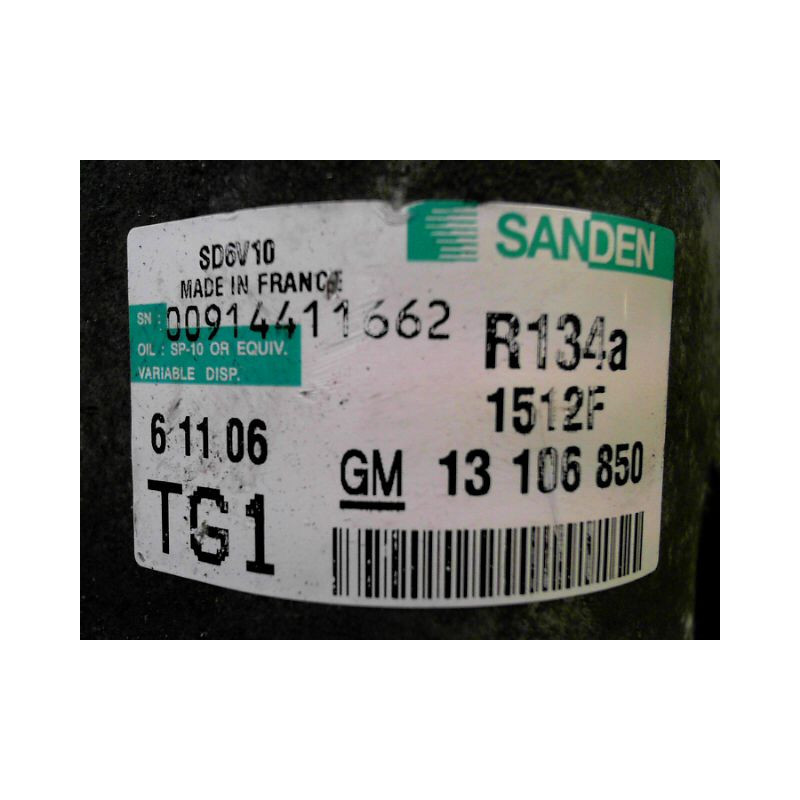 SANDEN
SD6V10
MADE IN FRANCE
SN : 00914411662
OIL : SP-10 OR EQUIV.
VARIABLE DISP.
R134a
1512F
6 11 06
GM 13 106 850
TG1